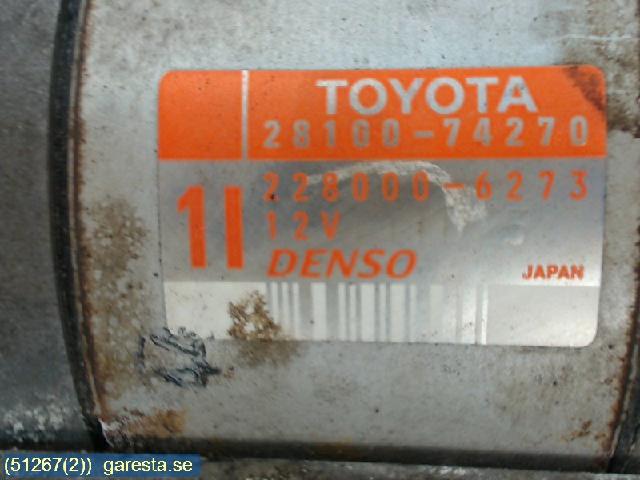 TOYOTA
28100-74270
228000-6273
1I
12V
DENSO
JAPAN
(51267(2)) garesta.se